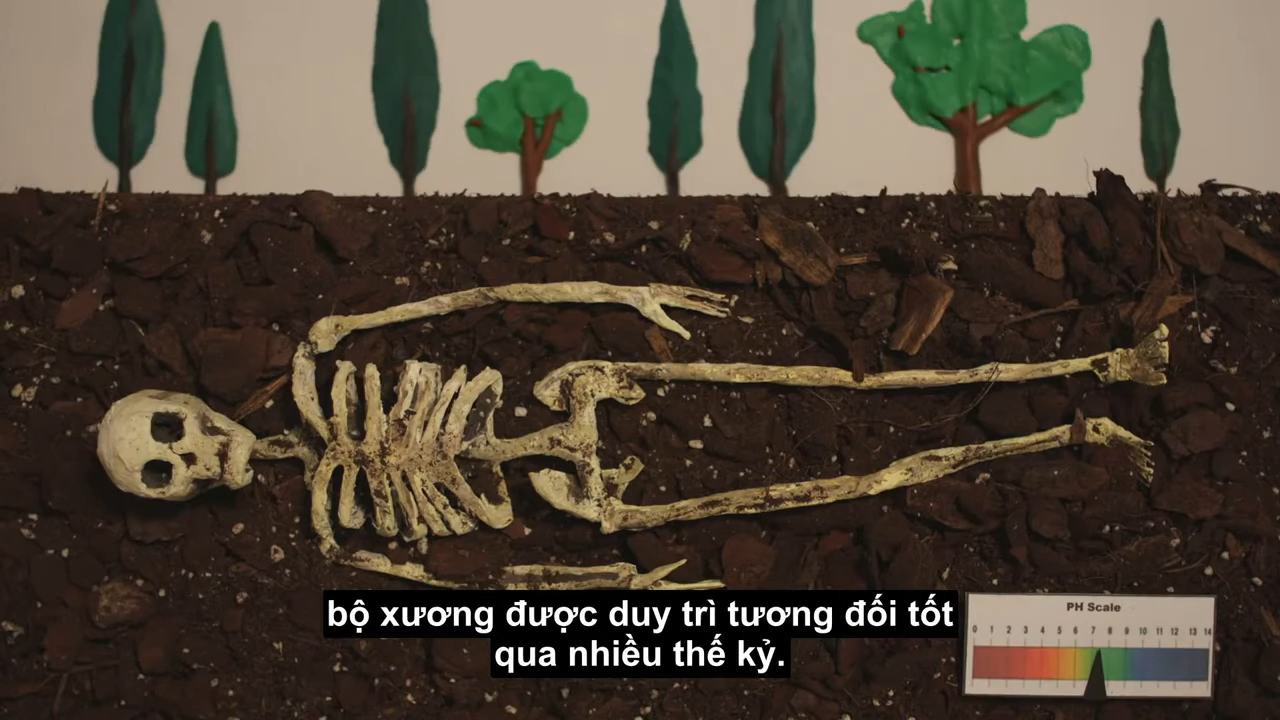 bộ xương được duy trì tương đối tốt
qua nhiều thế kỷ.
PH Scale
0 1 2 3 4 5 6 7 8 9 10 11 12 13 14